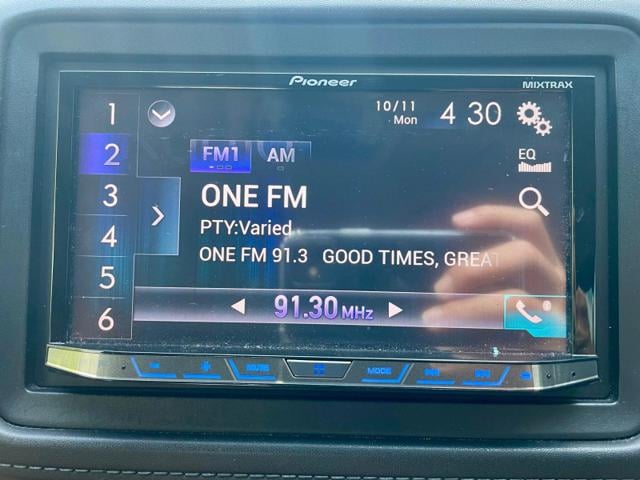 Pioneer
MIXTRAX
1
10/11
Mon
4 30
2
FM1
AM
EQ
3
ONE FM
PTY:Varied
4
ONE FM 91.3 GOOD TIMES, GREAT
5
91.30 MHz
6
MUTE
MODE